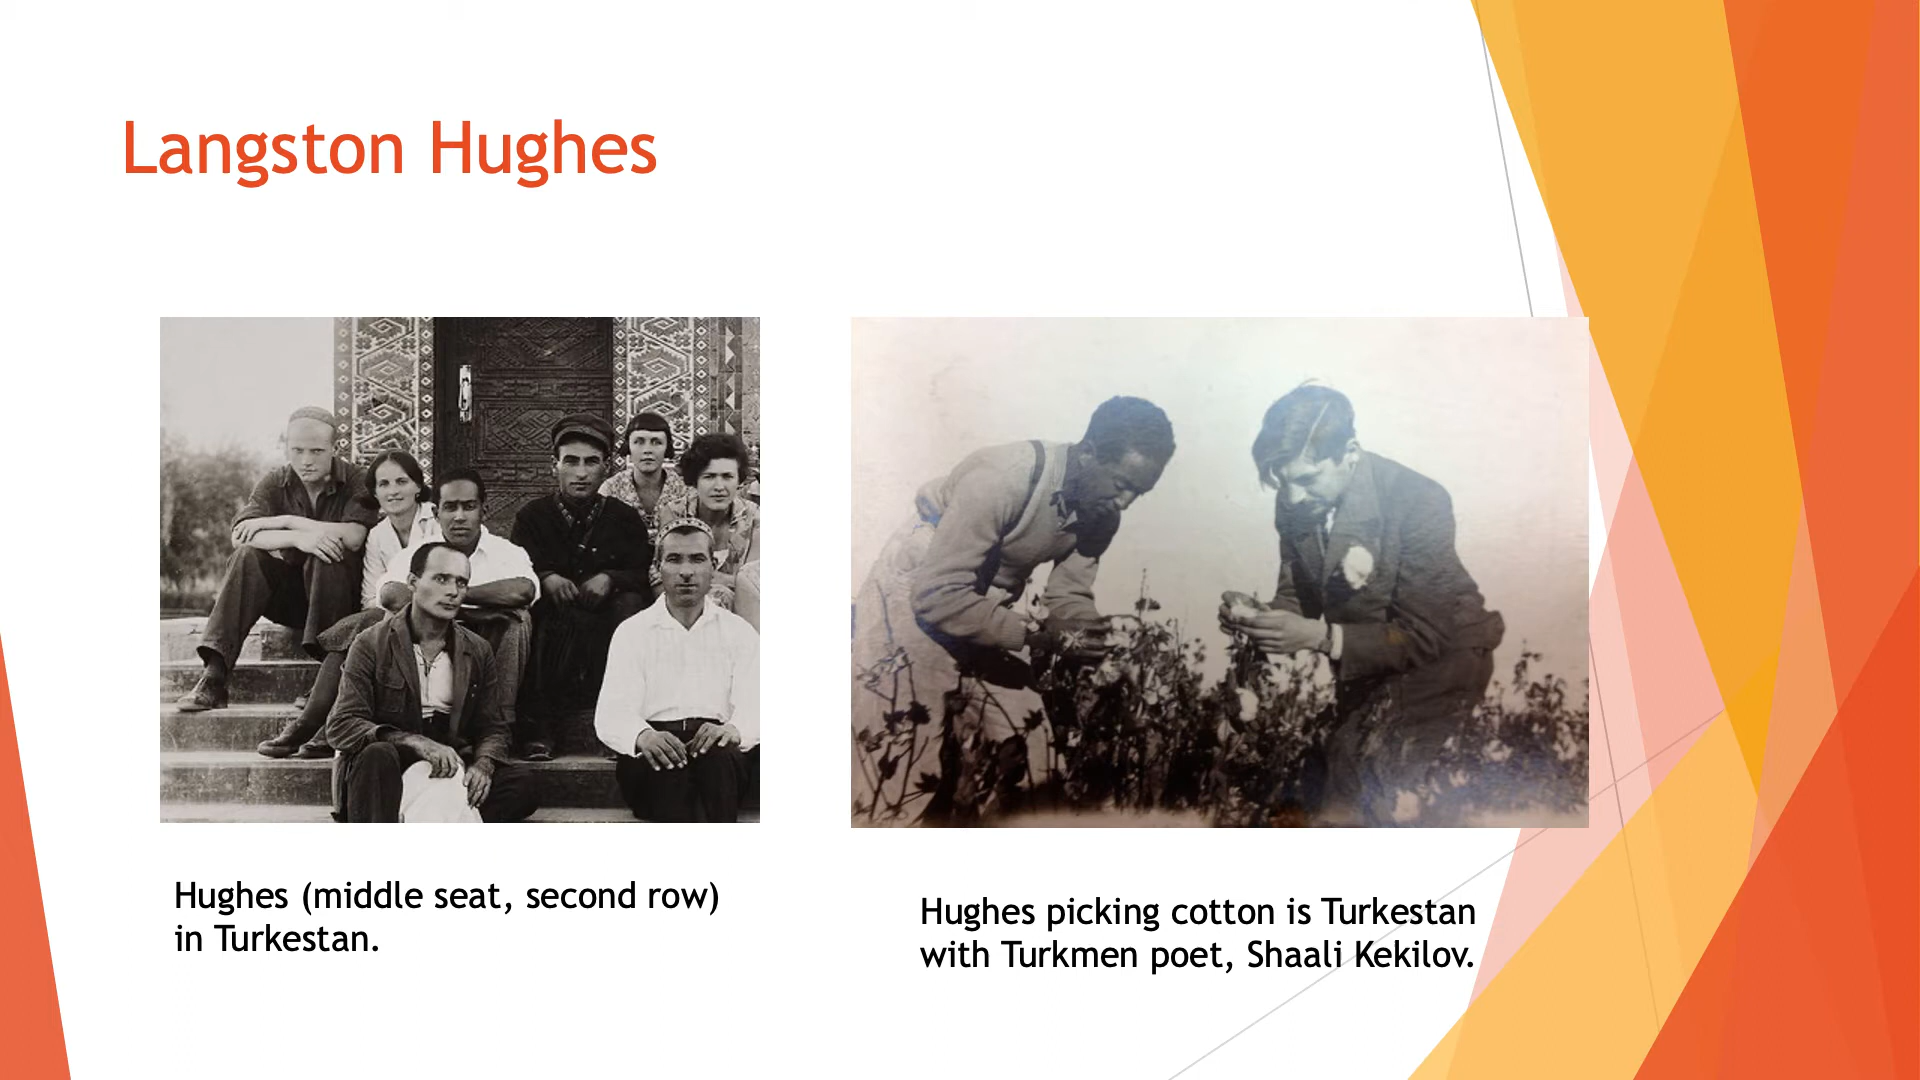 Langston Hughes
Hughes (middle seat, second row)
in Turkestan.
Hughes picking cotton is Turkestan
with Turkmen poet, Shaali Kekilov.